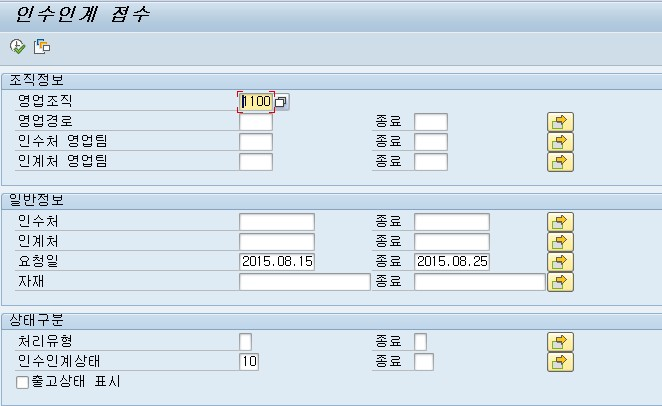 인수인계 접수
조직정보
영업조직 1100
영업경로 종료
인수처 영업팀 종료
인계처 영업팀 종료
일반정보
인수처 종료
인계처 종료
요청일 2015.08.15 종료 2015.08.25
자재 종료
상태구분
처리유형 종료
인수인계상태 10 종료
출고상태 표시